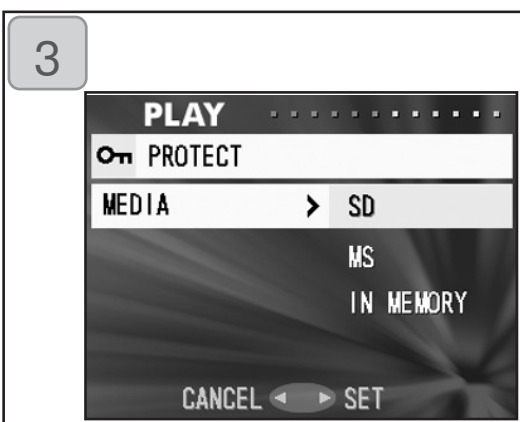 3
PLAY
PROTECT
MEDIA > SD
MS
IN MEMORY
CANCEL ◄ ► SET